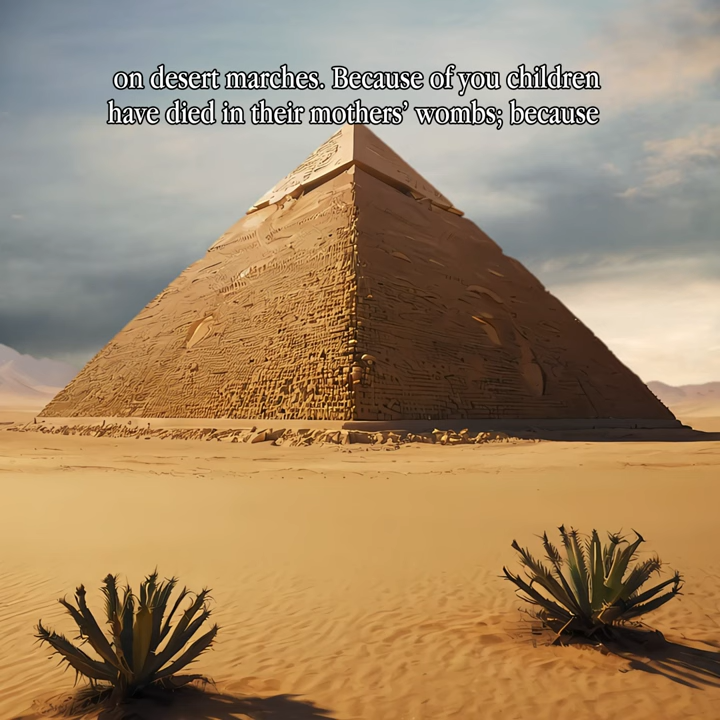 on desert marches. Because of you children
have died in their mothers’ wombs; because